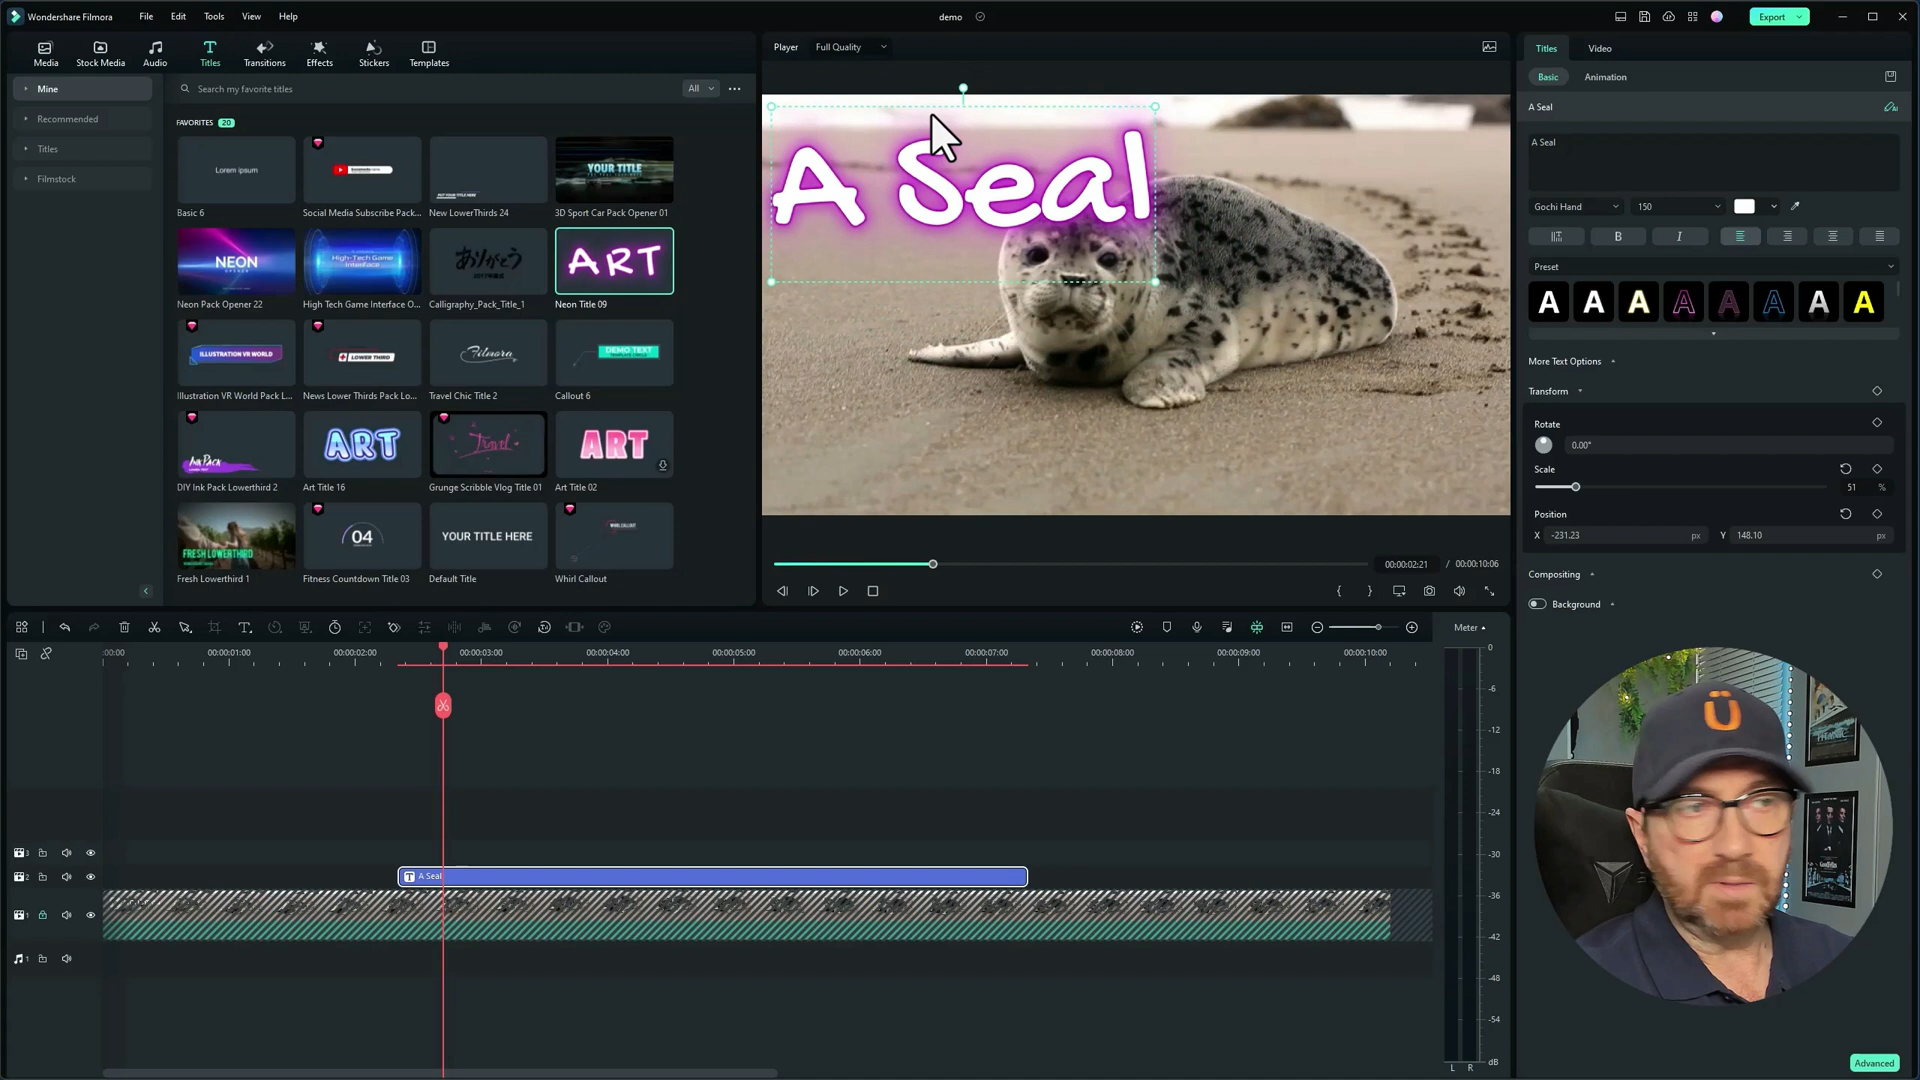 Wondershare Filmora
File
Edit
Tools
View
Help
demo
Export
Media
Stock Media
Audio
Titles
Transitions
Effects
Stickers
Templates
Player
Full Quality
Titles
Video
Mine
Recommended
Titles
Filmstock
Search my favorite titles
All
Basic
Animation
FAVORITES 20
A Seal
A Seal
Lorem ipsum
YOUR TITLE
Basic 6
Social Media Subscribe Pack...
New LowerThirds 24
3D Sport Car Pack Opener 01
NEON
OPENER
High-Tech Game
Interface
ありがとう
ART
Neon Pack Opener 22
High Tech Game Interface O...
Calligraphy_Pack_Title_1
Neon Title 09
ILLUSTRATION VR WORLD
LOWER THIRD
Filmora
DEMO TEXT
Illustration VR World Pack L...
News Lower Thirds Pack Lo...
Travel Chic Title 2
Callout 6
InkPack
ART
Travel
ART
DIY Ink Pack Lowerthird 2
Art Title 16
Grunge Scribble Vlog Title 01
Art Title 02
FRESH LOWERTHIRD
04
YOUR TITLE HERE
WHIRL CALLOUT
Fresh Lowerthird 1
Fitness Countdown Title 03
Default Title
Whirl Callout
A Seal
Gochi Hand
150
B
I
Preset
A A A A A A A A
More Text Options
Transform
Rotate
0.00°
Scale
51 %
Position
X -231.23 px
Y 148.10 px
Compositing
Background
00:00:02:21 / 00:00:10:06
Meter
:00:00
00:00:01:00
00:00:02:00
00:00:03:00
00:00:04:00
00:00:05:00
00:00:06:00
00:00:07:00
00:00:08:00
00:00:09:00
00:00:10:00
0
-6
-12
-18
-24
-30
-36
-42
-48
-54
dB
L R
3
2
A Seal
1
1
Ü
Advanced